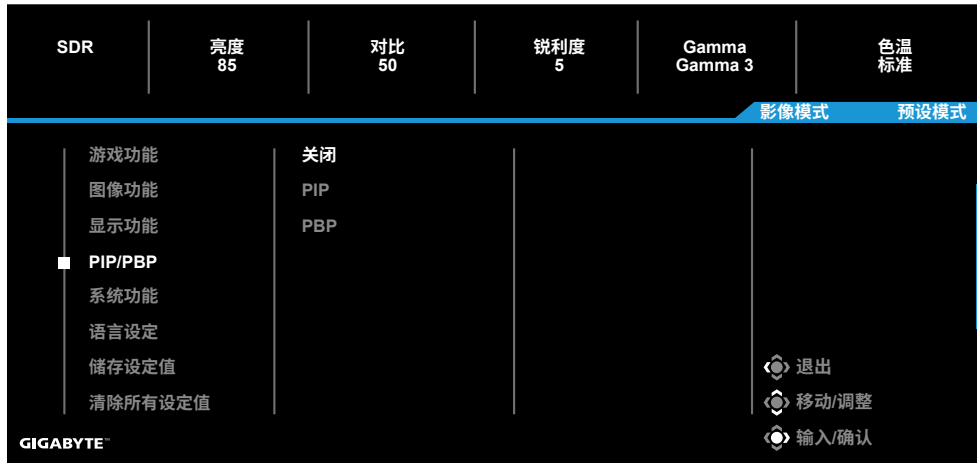 SDR
亮度
85
对比
50
锐利度
5
Gamma
Gamma 3
色温
标准
影像模式 预设模式
游戏功能
图像功能
显示功能
PIP/PBP
系统功能
语言设定
储存设定值
清除所有设定值
关闭
PIP
PBP
退出
移动/调整
输入/确认
GIGABYTE™